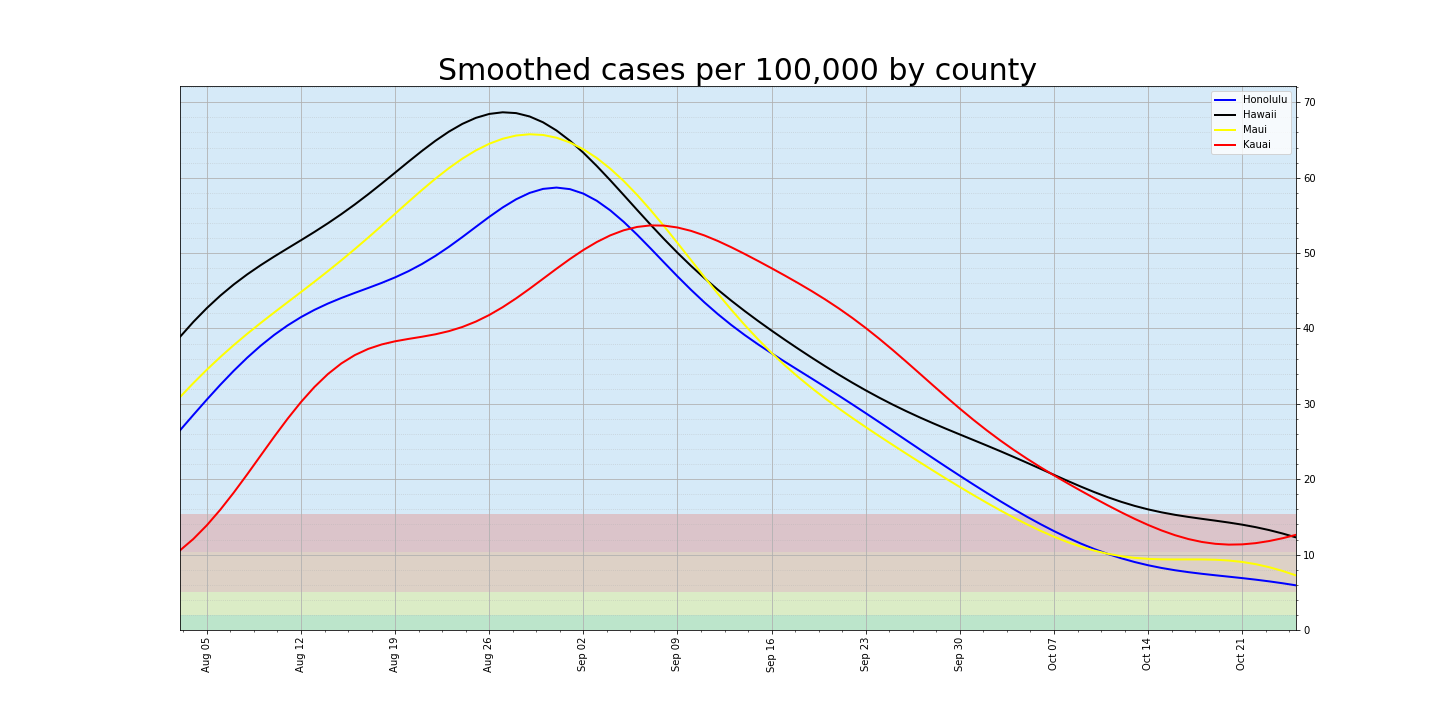 Smoothed cases per 100,000 by county
Honolulu
Hawaii
Maui
Kauai
70
60
50
40
30
20
10
0
Aug 05
Aug 12
Aug 19
Aug 26
Sep 02
Sep 09
Sep 16
Sep 23
Sep 30
Oct 07
Oct 14
Oct 21